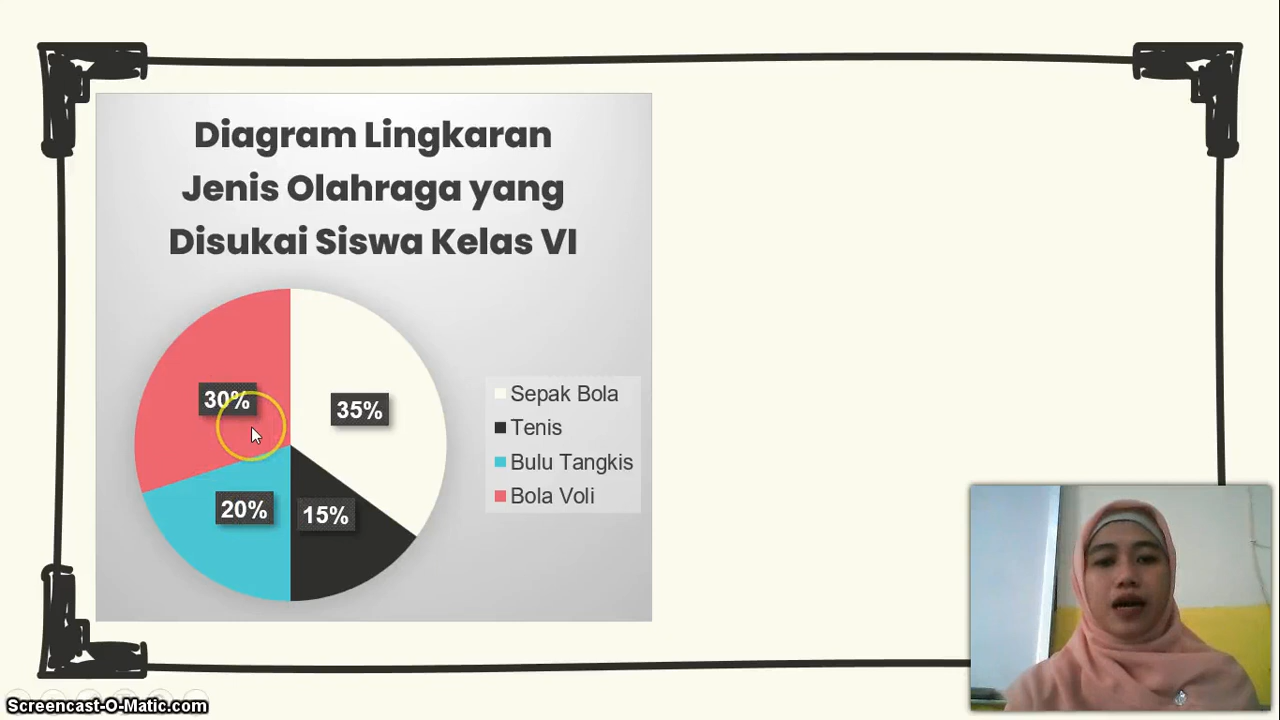 Diagram Lingkaran
Jenis Olahraga yang
Disukai Siswa Kelas VI
30%
35%
20%
15%
Sepak Bola
Tenis
Bulu Tangkis
Bola Voli
Screencast-O-Matic.com